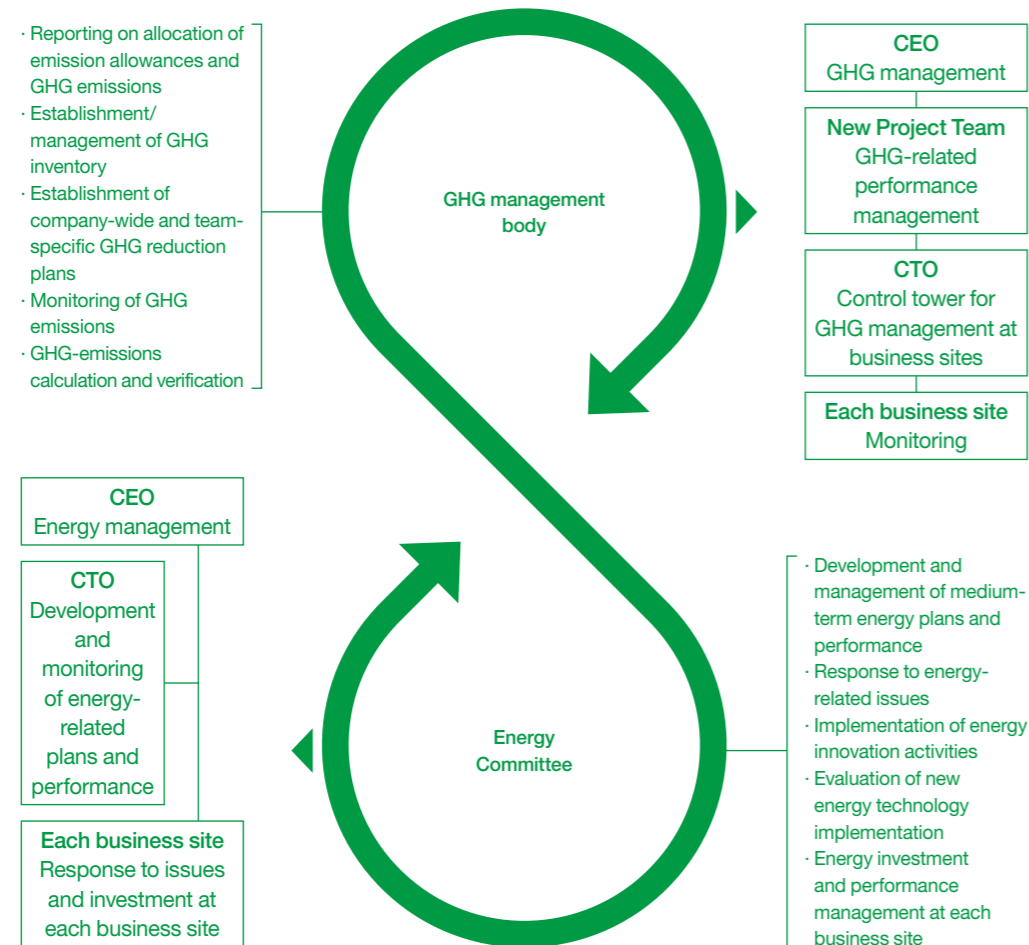 · Reporting on allocation of
emission allowances and
GHG emissions
· Establishment/
management of GHG
inventory
· Establishment of
company-wide and team-
specific GHG reduction
plans
· Monitoring of GHG
emissions
· GHG-emissions
calculation and verification
GHG management
body
CEO
GHG management
New Project Team
GHG-related
performance
management
CTO
Control tower for
GHG management at
business sites
Each business site
Monitoring
CEO
Energy management
CTO
Development
and
monitoring
of energy-
related
plans and
performance
Each business site
Response to issues
and investment at
each business site
Energy
Committee
· Development and
management of medium-
term energy plans and
performance
· Response to energy-
related issues
· Implementation of energy
innovation activities
· Evaluation of new
energy technology
implementation
· Energy investment
and performance
management at each
business site